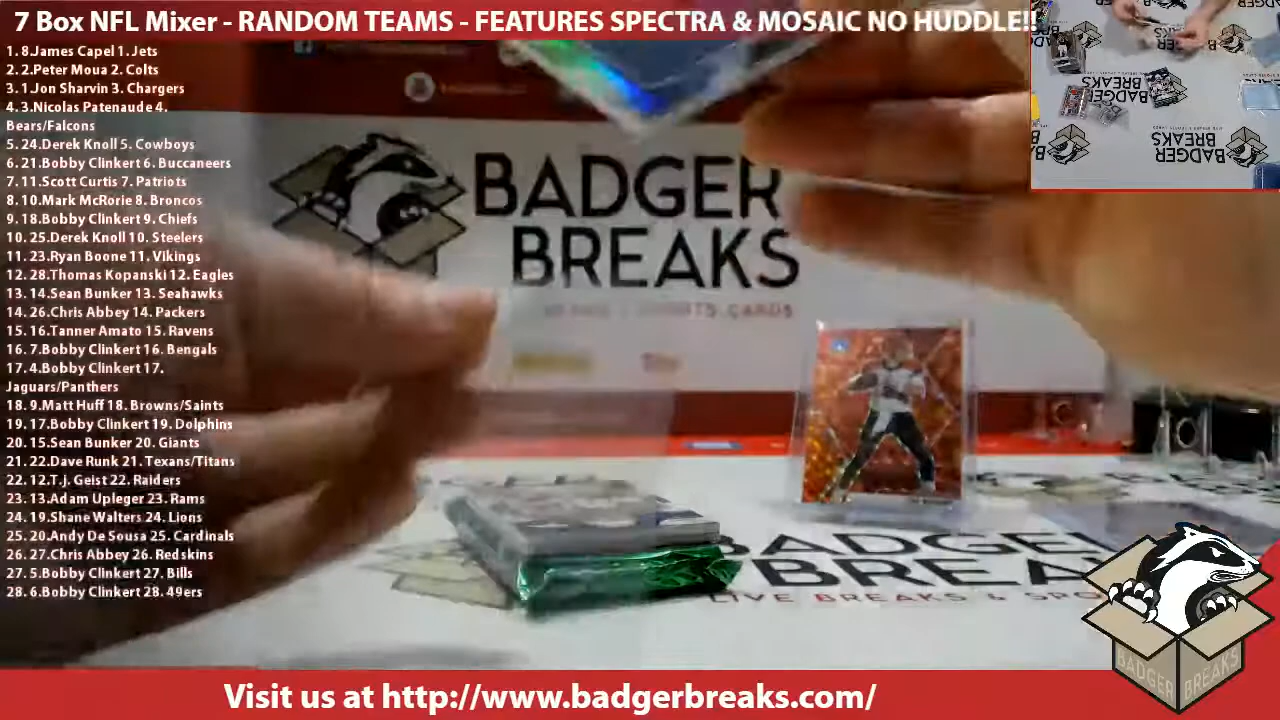 7 Box NFL Mixer - RANDOM TEAMS - FEATURES SPECTRA & MOSAIC NO HUDDLE!!
1. 8.James Capel 1. Jets
2. 2.Peter Moua 2. Colts
3. 1.Jon Sharvin 3. Chargers
4. 3.Nicolas Patenaude 4.
Bears/Falcons
5. 24.Derek Knoll 5. Cowboys
6. 21.Bobby Clinkert 6. Buccaneers
7. 11.Scott Curtis 7. Patriots
8. 10.Mark McRorie 8. Broncos
9. 18.Bobby Clinkert 9. Chiefs
10. 25.Derek Knoll 10. Steelers
11. 23.Ryan Boone 11. Vikings
12. 28.Thomas Kopanski 12. Eagles
13. 14.Sean Bunker 13. Seahawks
14. 26.Chris Abbey 14. Packers
15. 16.Tanner Amato 15. Ravens
16. 7.Bobby Clinkert 16. Bengals
17. 4.Bobby Clinkert 17.
Jaguars/Panthers
18. 9.Matt Huff 18. Browns/Saints
19. 17.Bobby Clinkert 19. Dolphins
20. 15.Sean Bunker 20. Giants
21. 22.Dave Runk 21. Texans/Titans
22. 12.T.j. Geist 22. Raiders
23. 13.Adam Upleger 23. Rams
24. 19.Shane Walters 24. Lions
25. 20.Andy De Sousa 25. Cardinals
26. 27.Chris Abbey 26. Redskins
27. 5.Bobby Clinkert 27. Bills
28. 6.Bobby Clinkert 28. 49ers
BADGER
BREAKS
SPORTS CARDS
Topps
BADGER
BREA
LIVE BREAKS & SPO
BADGER BREAKS
BADGER
BREAKS
BADGER
BREAKS
Visit us at http://www.badgerbreaks.com/